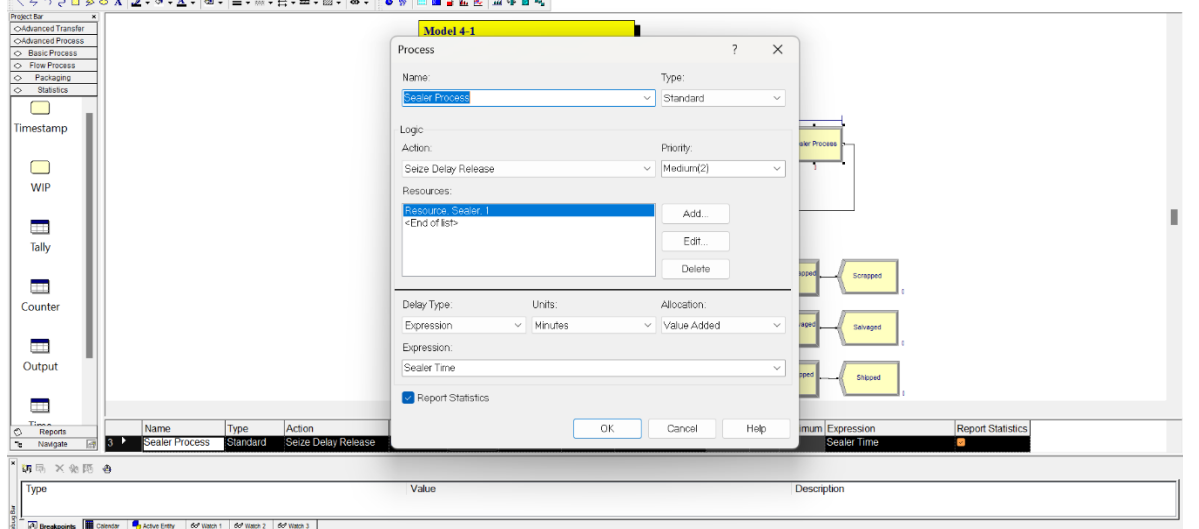 Project Bar
Advanced Transfer
Advanced Process
Basic Process
Flow Process
Packaging
Statistics
Timestamp
WIP
Tally
Counter
Output
Reports
Navigate
Model 4-1
Process
Name:
Type:
Sealer Process
Standard
Logic
Action:
Priority:
Seize Delay Release
Medium(2)
Resources:
Resource, Sealer, 1
<End of list>
Add...
Edit...
Delete
Delay Type:
Units:
Allocation:
Expression
Minutes
Value Added
Expression:
Sealer Time
Report Statistics
OK
Cancel
Help
aler Process
Scrapped
Salvaged
Shipped
Name Type Action Expression Report Statistics
3 Sealer Process Standard Seize Delay Release Sealer Time
Type Value Description
Breakpoints Calendar Active Entity Watch 1 Watch 2 Watch 3